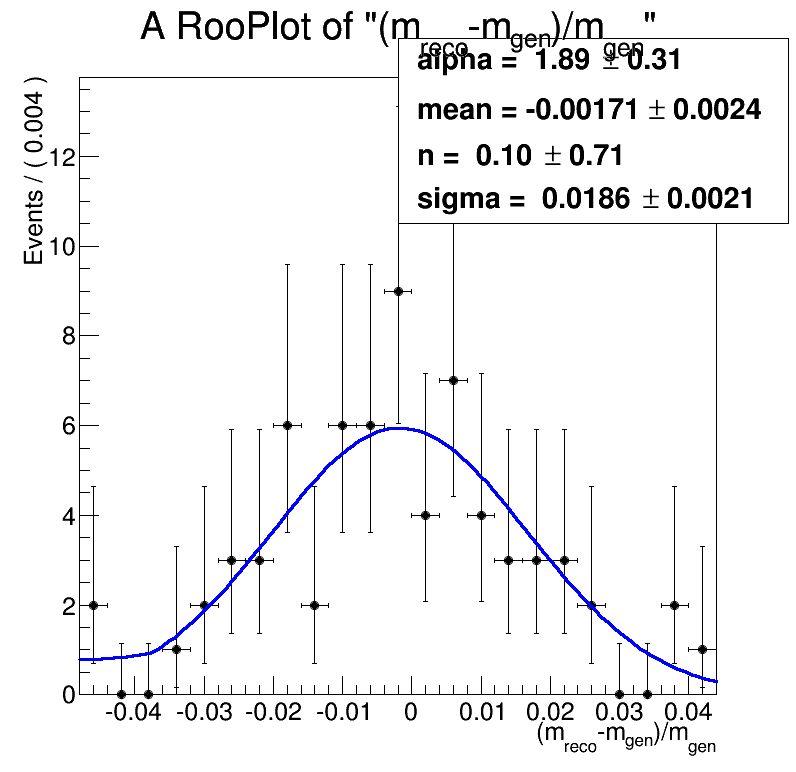 A RooPlot of "(m_reco-m_gen)/m_gen"
alpha = 1.89 ± 0.31
mean = -0.00171 ± 0.0024
n = 0.10 ± 0.71
sigma = 0.0186 ± 0.0021
Events / ( 0.004 )
12
10
8
6
4
2
0
-0.04 -0.03 -0.02 -0.01 0 0.01 0.02 0.03 0.04
(m_reco-m_gen)/m_gen